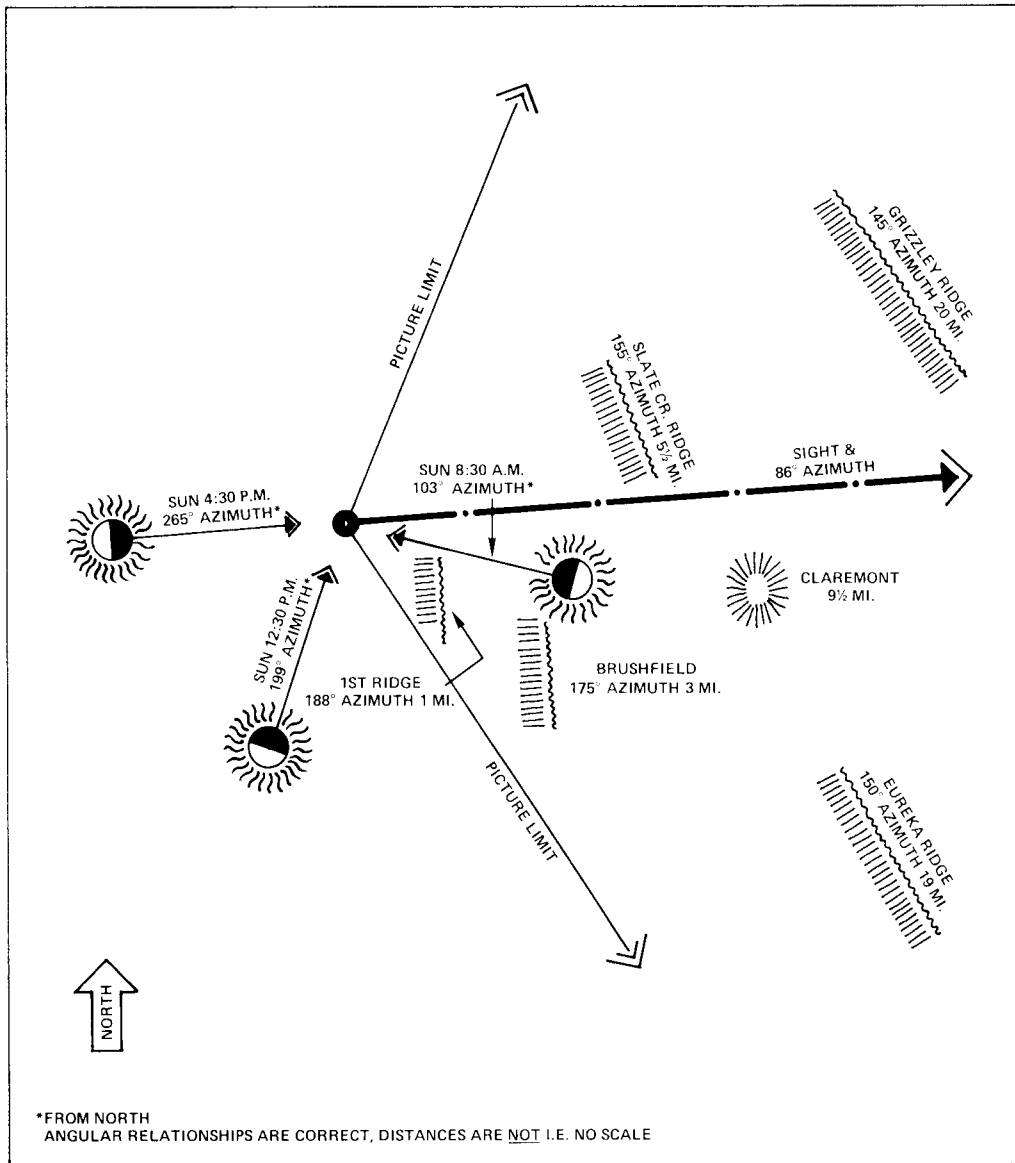 PICTURE LIMIT
GRIZZLEY RIDGE
145° AZIMUTH 20 MI.
SLATE CR. RIDGE
155° AZIMUTH 5½ MI.
SIGHT &
86° AZIMUTH
SUN 8:30 A.M.
103° AZIMUTH*
SUN 4:30 P.M.
265° AZIMUTH*
SUN 12:30 P.M.
199° AZIMUTH*
CLAREMONT
9½ MI.
1ST RIDGE
188° AZIMUTH 1 MI.
BRUSHFIELD
175° AZIMUTH 3 MI.
PICTURE LIMIT
EUREKA RIDGE
150° AZIMUTH 19 MI.
NORTH
*FROM NORTH
ANGULAR RELATIONSHIPS ARE CORRECT, DISTANCES ARE NOT I.E. NO SCALE